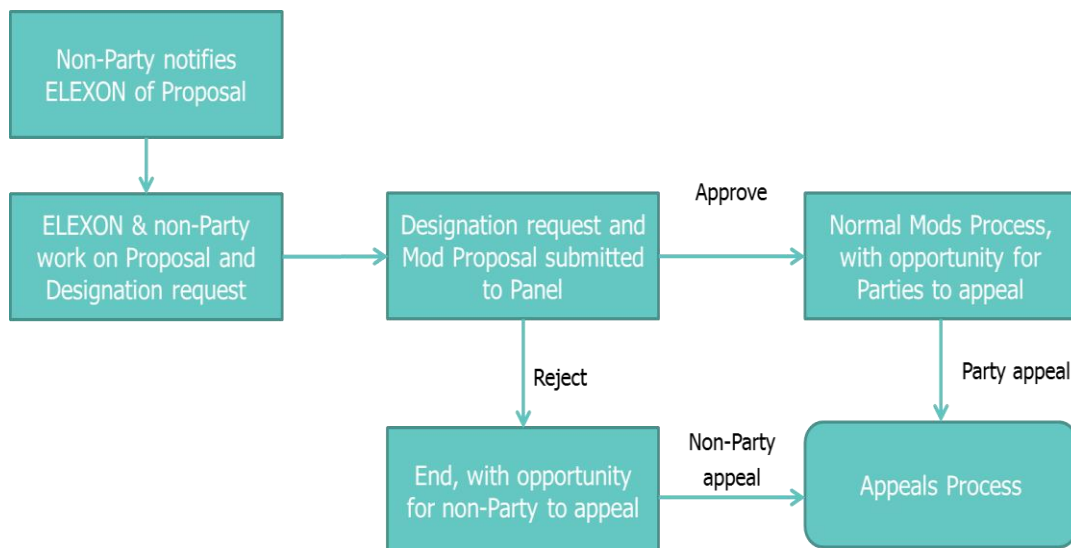 Non-Party notifies
ELEXON of Proposal
ELEXON & non-Party
work on Proposal and
Designation request
Designation request and
Mod Proposal submitted
to Panel
Approve
Normal Mods Process,
with opportunity for
Parties to appeal
Reject
Party appeal
End, with opportunity
for non-Party to appeal
Non-Party
appeal
Appeals Process